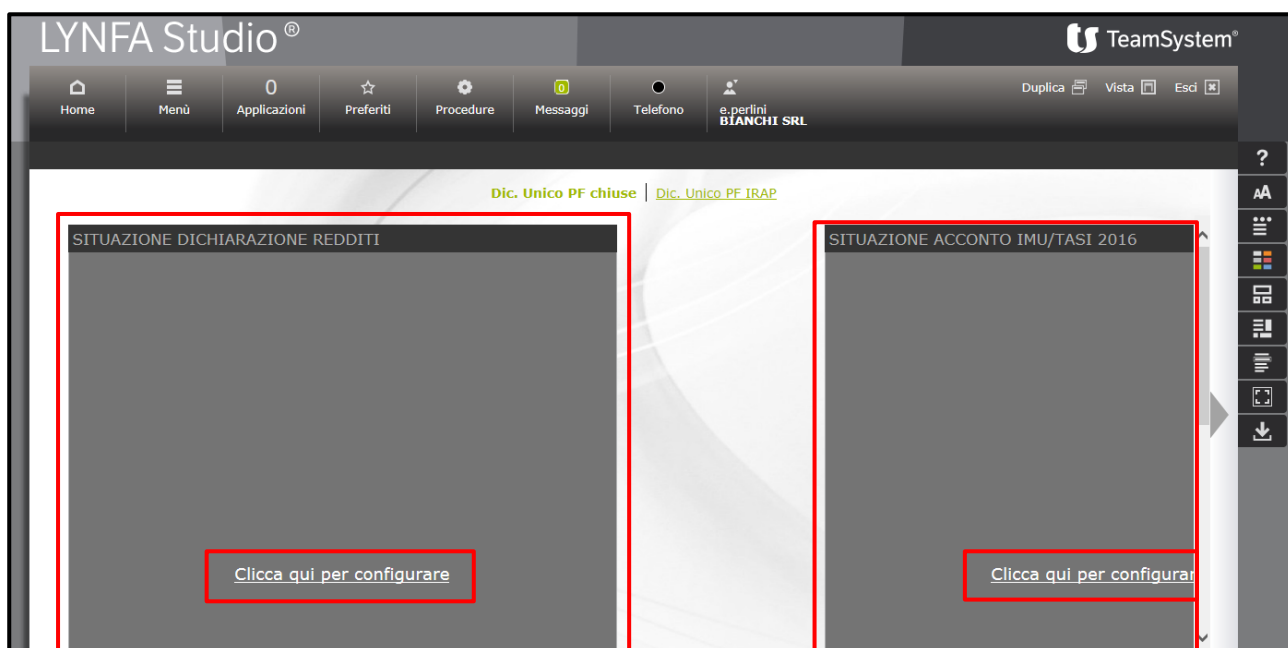 LYNFA Studio®
TeamSystem®
Home
Menù
0
Applicazioni
Preferiti
Procedure
0
Messaggi
Telefono
e.perlini
BIANCHI SRL
Duplica
Vista
Esci
Dic. Unico PF chiuse | Dic. Unico PF IRAP
?
AA
SITUAZIONE DICHIARAZIONE REDDITI
SITUAZIONE ACCONTO IMU/TASI 2016
Clicca qui per configurare
Clicca qui per configurar